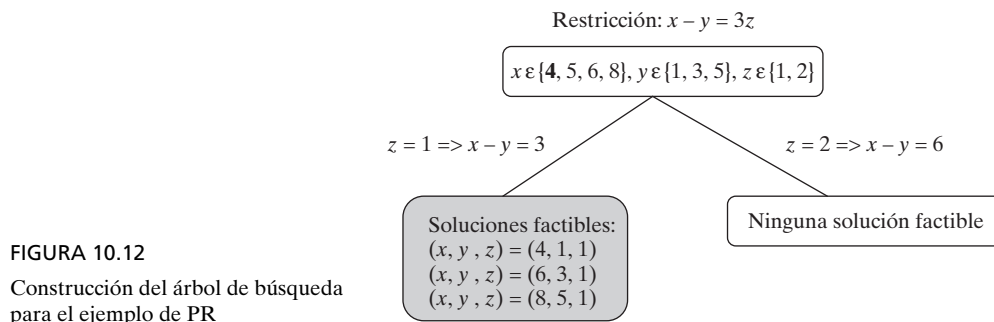 Restricción: x – y = 3z
x ε {4, 5, 6, 8}, y ε {1, 3, 5}, z ε {1, 2}
z = 1 => x – y = 3
z = 2 => x – y = 6
Soluciones factibles:
(x, y , z) = (4, 1, 1)
(x, y , z) = (6, 3, 1)
(x, y , z) = (8, 5, 1)
Ninguna solución factible
FIGURA 10.12
Construcción del árbol de búsqueda
para el ejemplo de PR